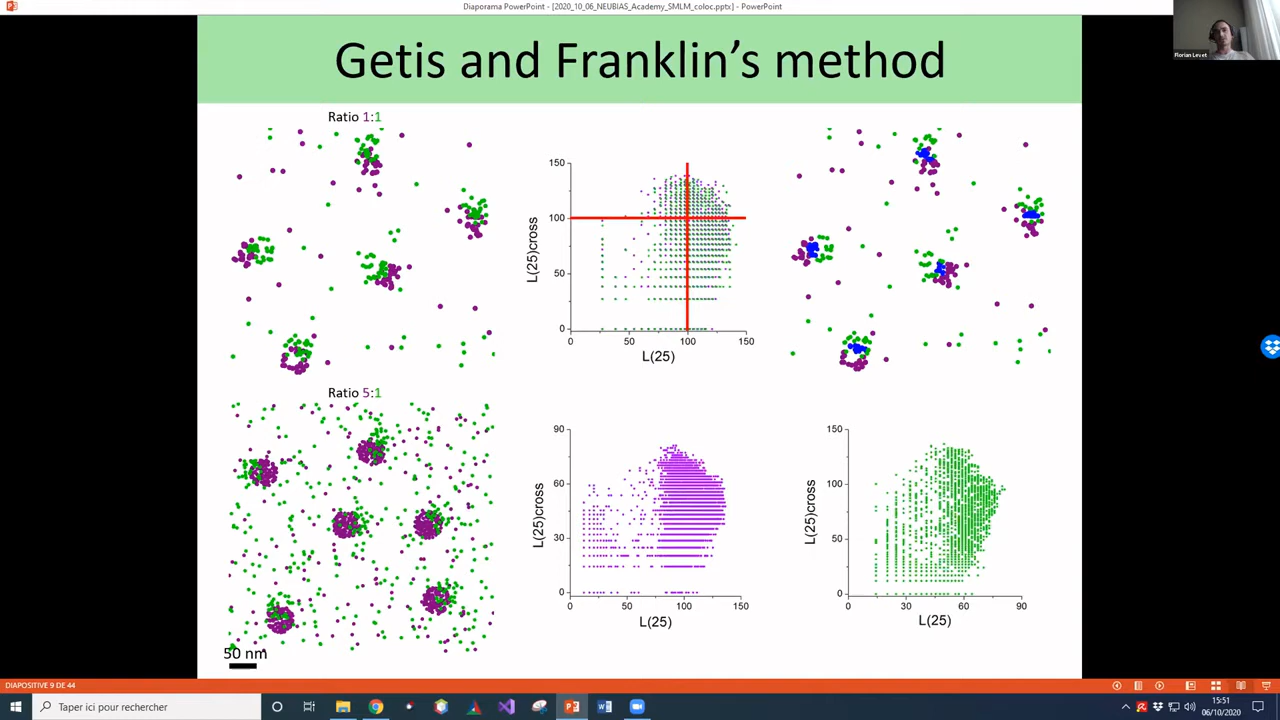 Diaporama PowerPoint - [2020_10_06_NEUBIAS_Academy_SMLM_coloc.pptx] - PowerPoint
Florian Levet
Getis and Franklin's method
Ratio 1:1
150
100
50
0
L(25)cross
0 50 100 150
L(25)
Ratio 5:1
90
60
30
0
L(25)cross
0 50 100 150
L(25)
150
100
50
0
L(25)cross
0 30 60 90
L(25)
50 nm
DIAPOSITIVE 9 DE 44
Taper ici pour rechercher
15:51
06/10/2020